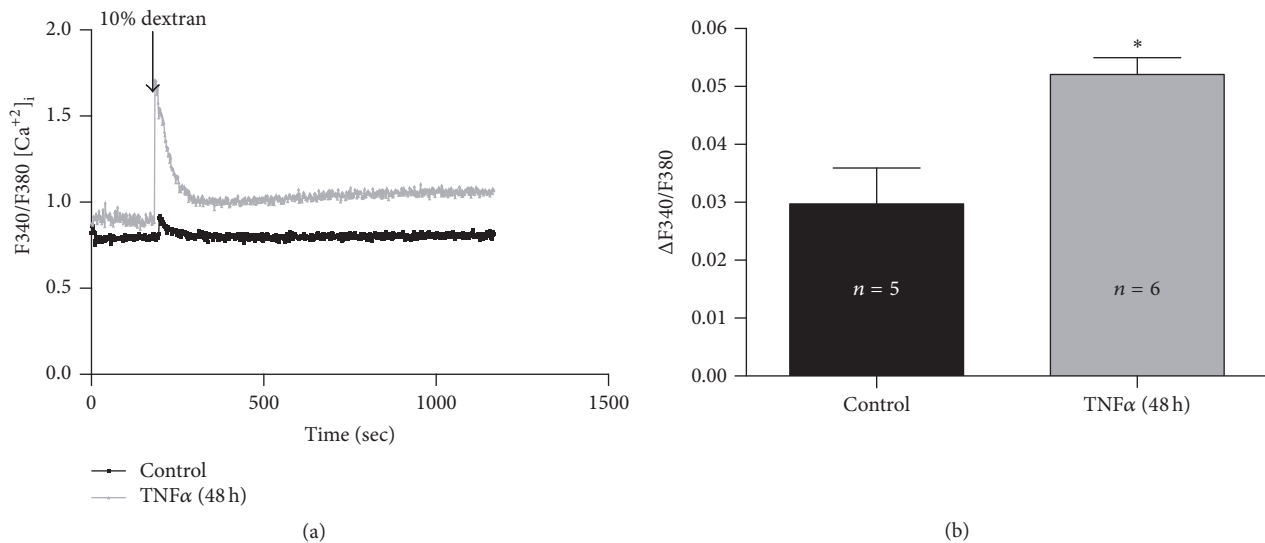 10% dextran
2.0
1.5
1.0
0.5
0.0
F340/F380 [Ca+2]i
0
500
1000
1500
Time (sec)
Control
TNFα (48 h)
(a)
0.06
0.05
0.04
0.03
0.02
0.01
0.00
ΔF340/F380
*
n = 5
n = 6
Control
TNFα (48 h)
(b)